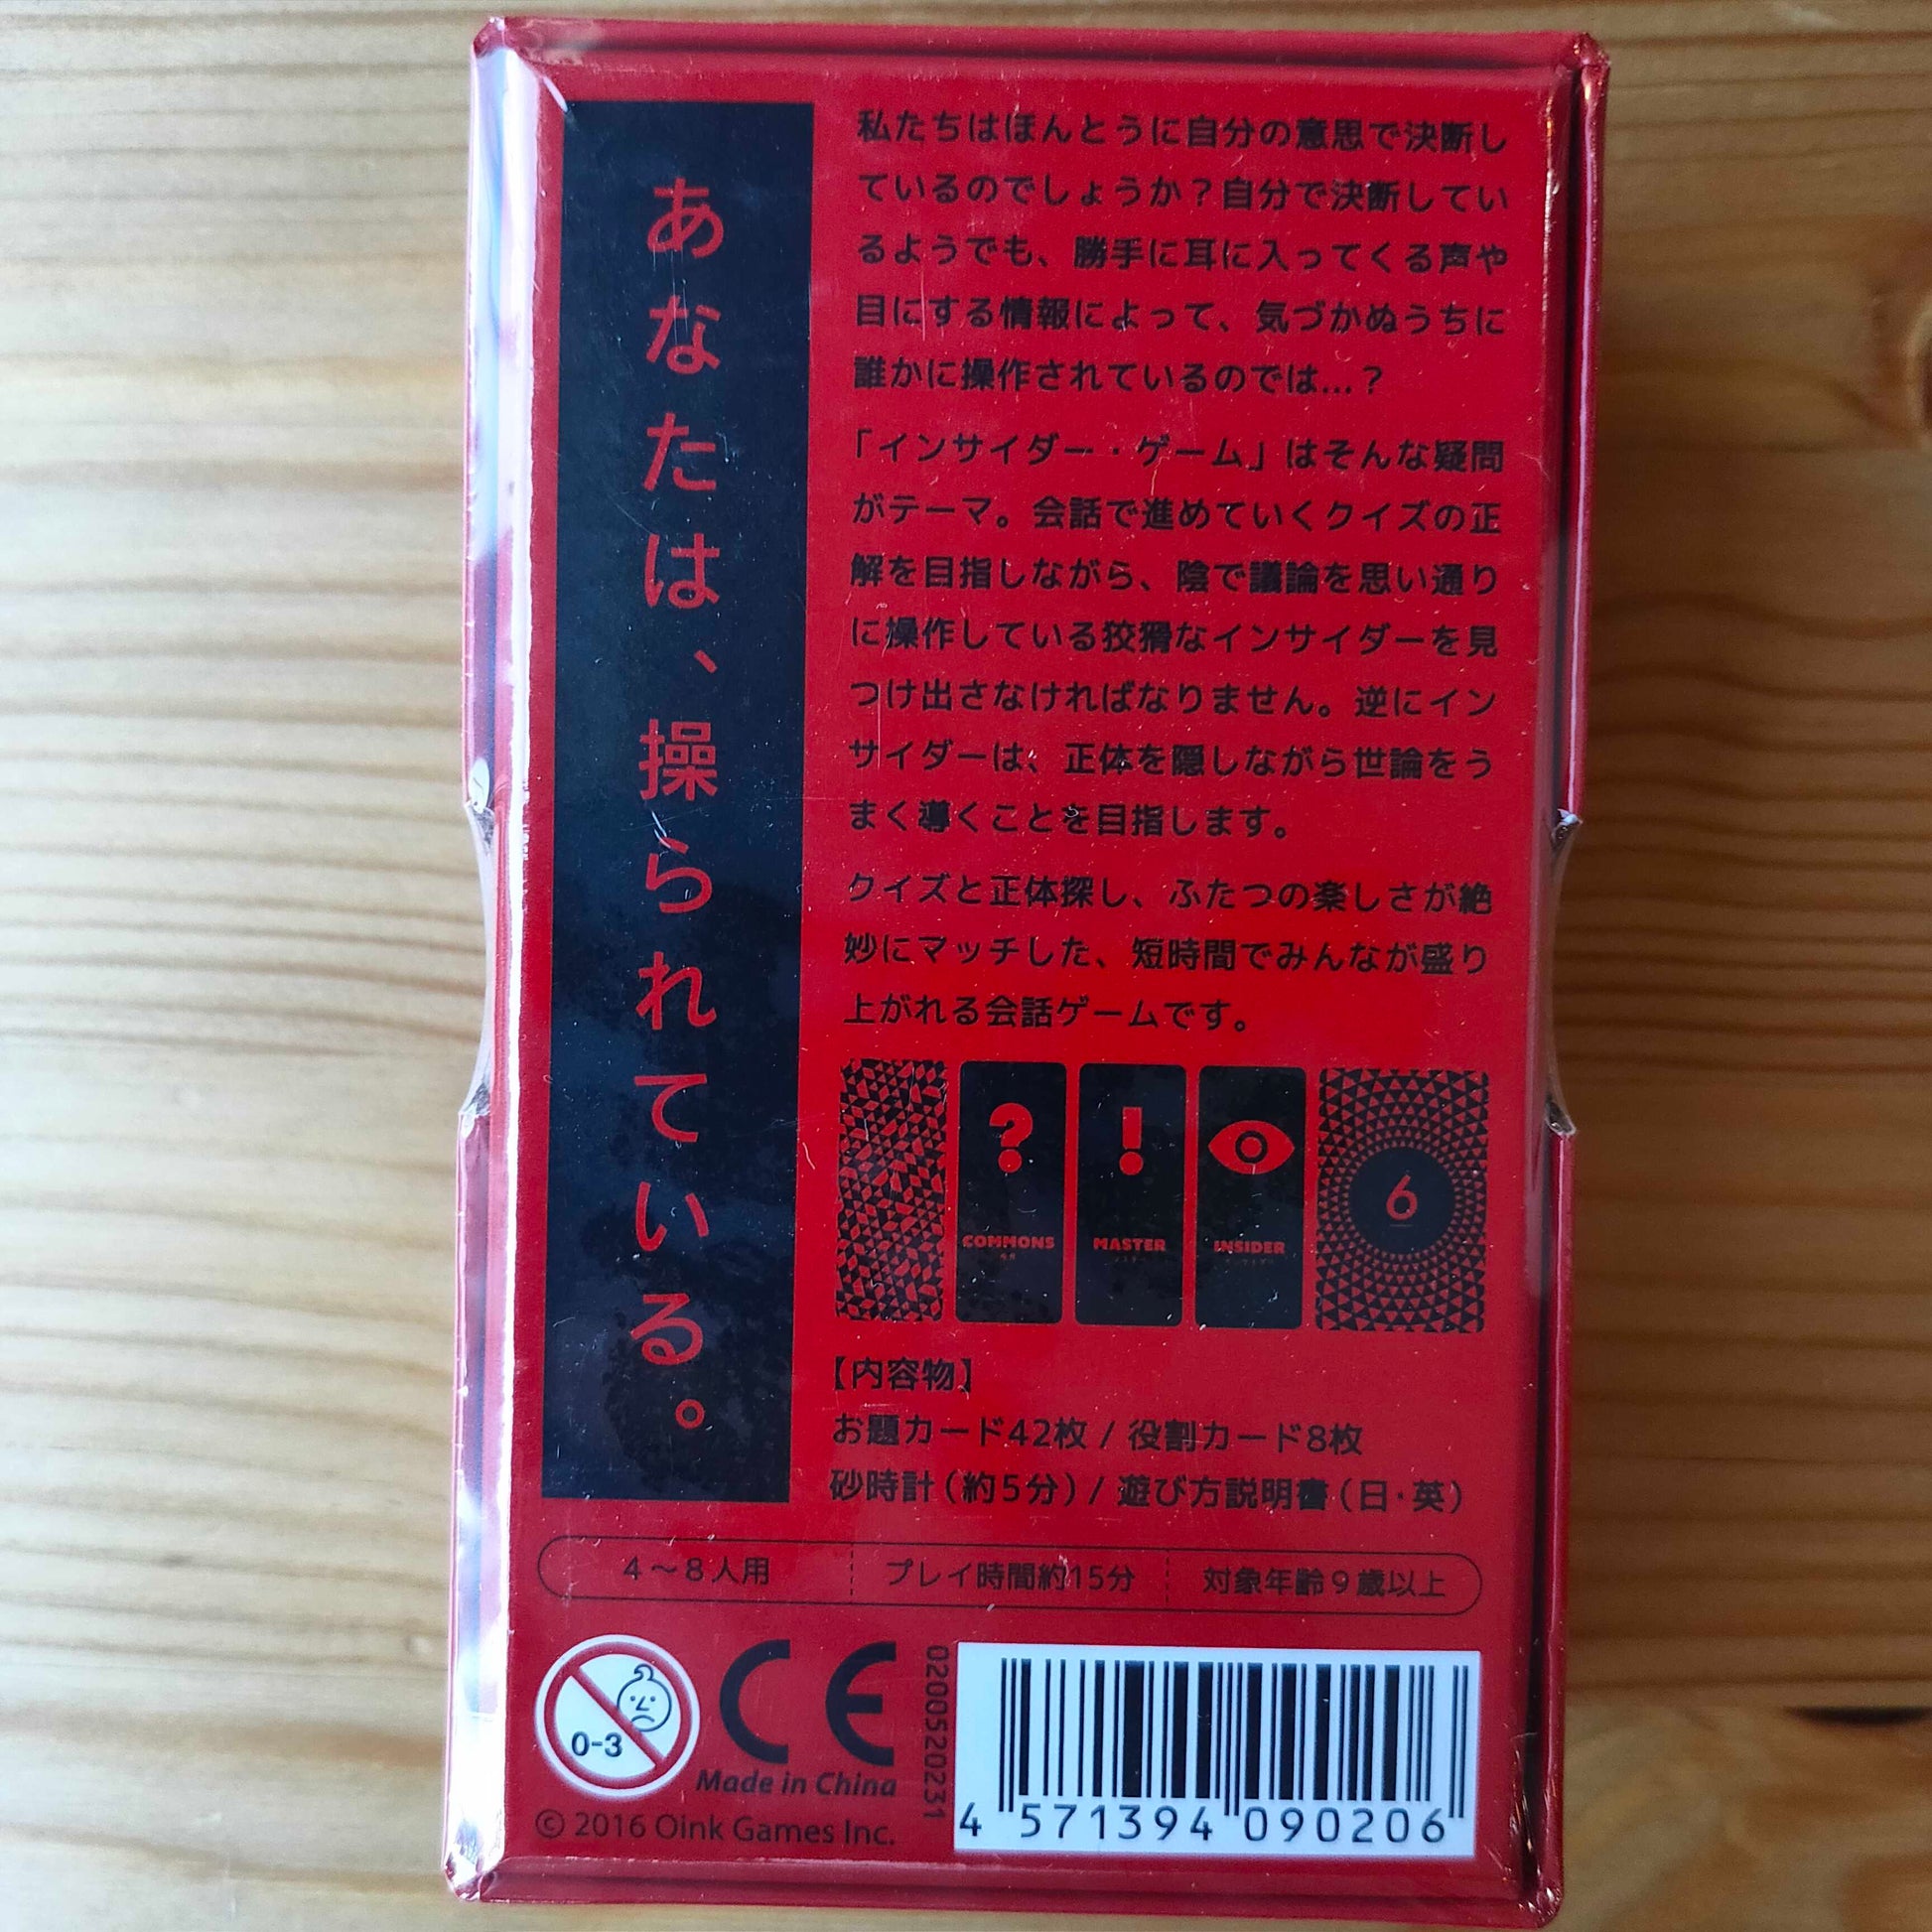 あなたは、操られている。
私たちはほんとうに自分の意思で決断し
ているのでしょうか？自分で決断してい
るようでも、勝手に耳に入ってくる声や
目にする情報によって、気づかぬうちに
誰かに操作されているのでは…？
「インサイダー・ゲーム」はそんな疑問
がテーマ。会話で進めていくクイズの正
解を目指しながら、陰で議論を思い通り
に操作している狡猾なインサイダーを見
つけ出さなければなりません。逆にイン
サイダーは、正体を隠しながら世論をう
まく導くことを目指します。
クイズと正体探し、ふたつの楽しさが絶
妙にマッチした、短時間でみんなが盛り
上がれる会話ゲームです。
?
COMMONS
!
MASTER
INSIDER
6
【内容物】
お題カード42枚 / 役割カード8枚
砂時計（約5分）/ 遊び方説明書（日・英）
4〜8人用
プレイ時間約15分
対象年齢9歳以上
0-3
CE
Made in China
© 2016 Oink Games Inc.
0200520231
4 571394 090206